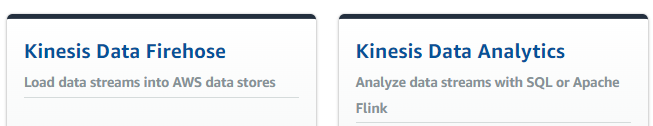 Kinesis Data Firehose
Load data streams into AWS data stores
Kinesis Data Analytics
Analyze data streams with SQL or Apache
Flink